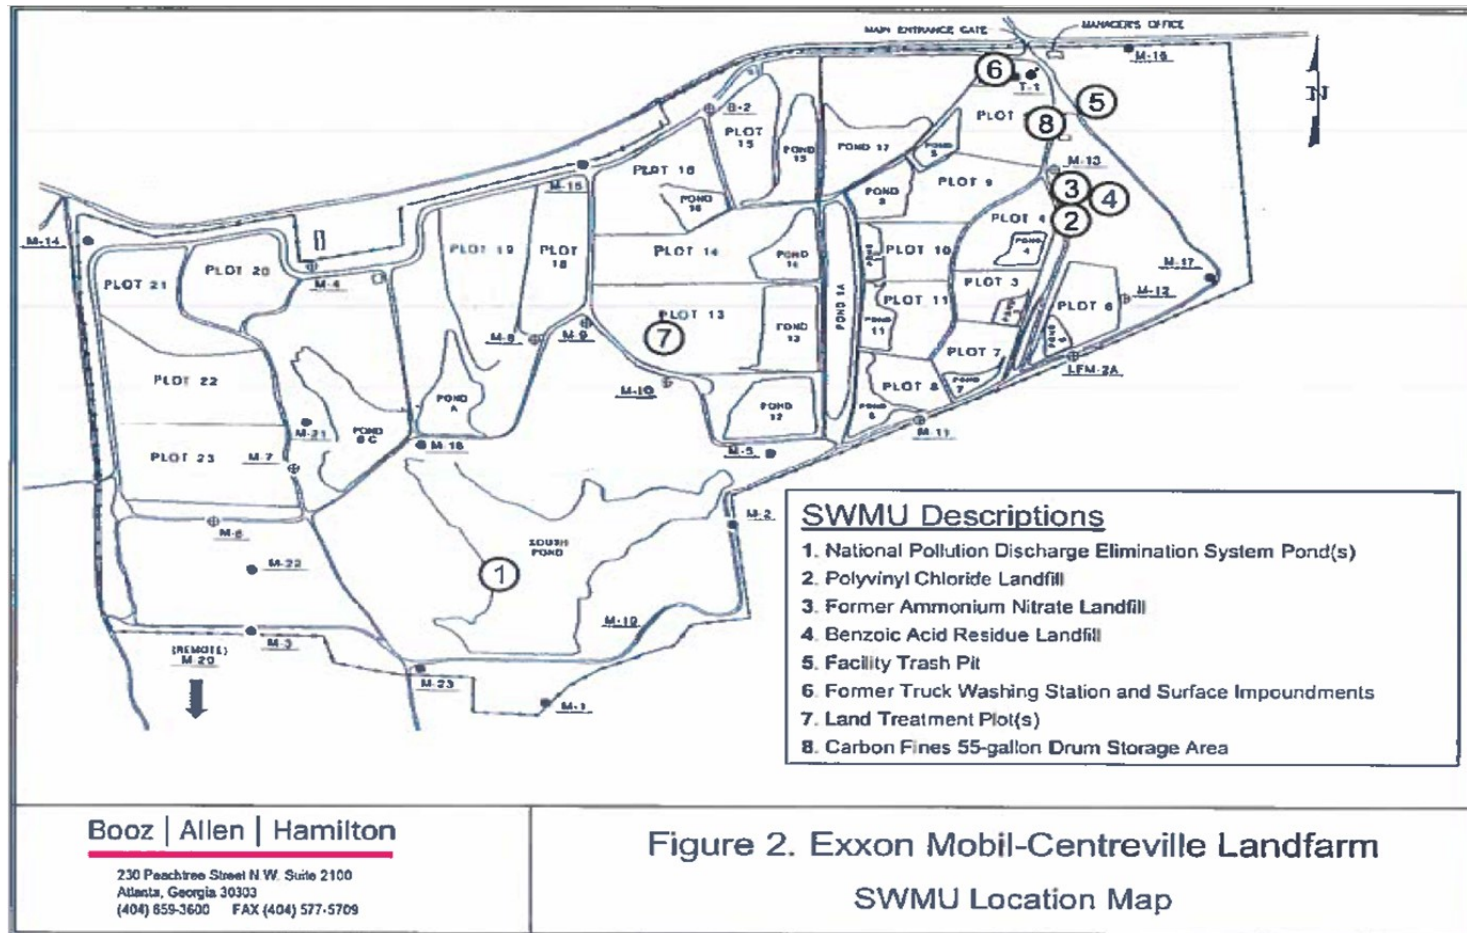 MAIN ENTRANCE GATE
MANAGER'S OFFICE
M-16
N
6
T-1
5
8
PLOT
B-2
PLOT
15
POND
15
POND 17
POND
5
M-13
PLOT 16
POND
16
M-15
POND
9
PLOT 9
3
4
2
PLOT 4
POND
4
M-14
PLOT 19
PLOT
18
PLOT 14
POND
14
PLOT 10
M-17
PLOT 20
PLOT 21
M-4
PLOT 3
PLOT 11
PLOT 6
M-12
POND 1A
PLOT 13
POND
13
POND
11
M-8
M-9
7
PLOT 7
LFM-2A
PLOT 22
M-10
PLOT 8
POND
7
POND
A
POND
12
POND
8
M-11
M-21
POND
M-18
PLOT 23
M-7
M-5
M-6
M-2
SOUTH
POND
M-22
1
M-19
M-3
(REMOTE)
M 20
M-23
M-1
SWMU Descriptions
1. National Pollution Discharge Elimination System Pond(s)
2. Polyvinyl Chloride Landfill
3. Former Ammonium Nitrate Landfill
4. Benzoic Acid Residue Landfill
5. Facility Trash Pit
6. Former Truck Washing Station and Surface Impoundments
7. Land Treatment Plot(s)
8. Carbon Fines 55-gallon Drum Storage Area
Booz | Allen | Hamilton
230 Peachtree Street N.W. Suite 2100
Atlanta, Georgia 30303
(404) 659-3600 FAX (404) 577-5709
Figure 2. Exxon Mobil-Centreville Landfarm
SWMU Location Map